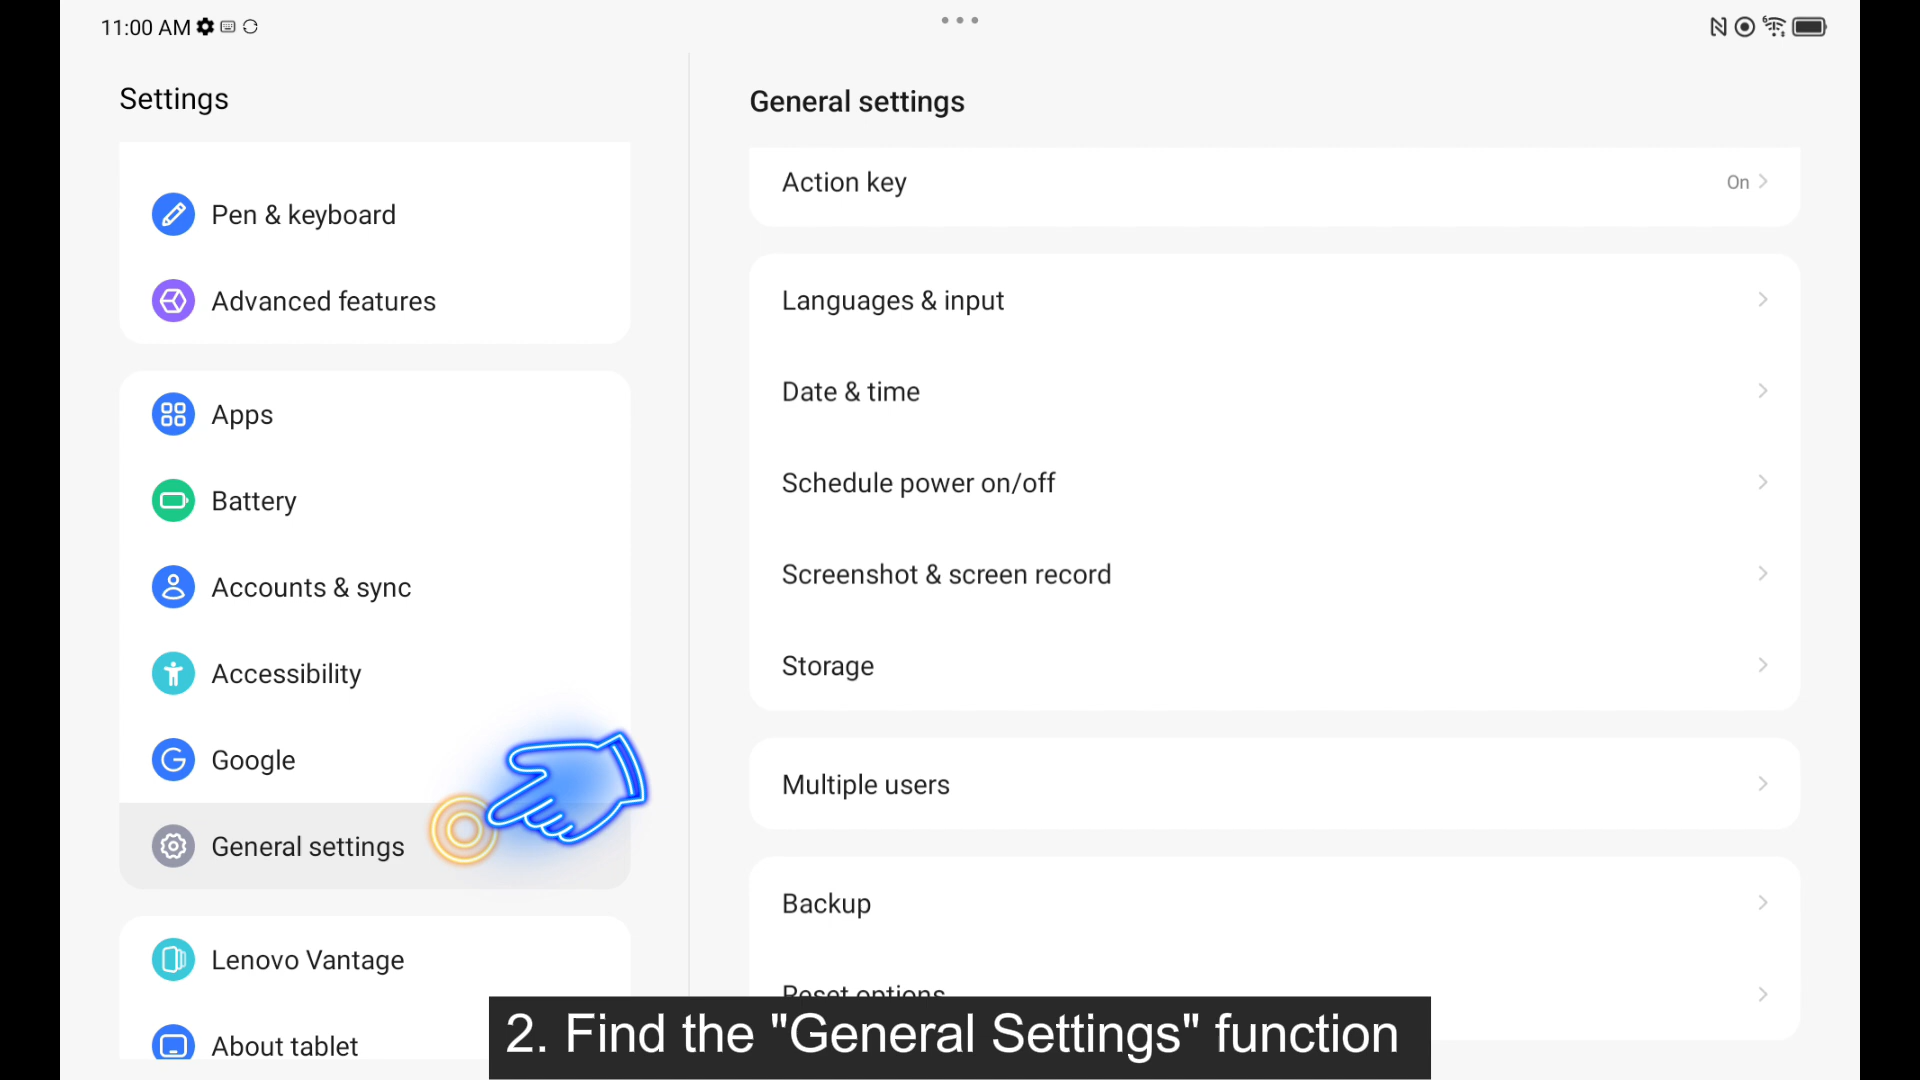 11:00 AM
Settings
Pen & keyboard
Advanced features
Apps
Battery
Accounts & sync
Accessibility
Google
General settings
Lenovo Vantage
About tablet
General settings
Action key
On
Languages & input
Date & time
Schedule power on/off
Screenshot & screen record
Storage
Multiple users
Backup
Reset options
2. Find the "General Settings" function